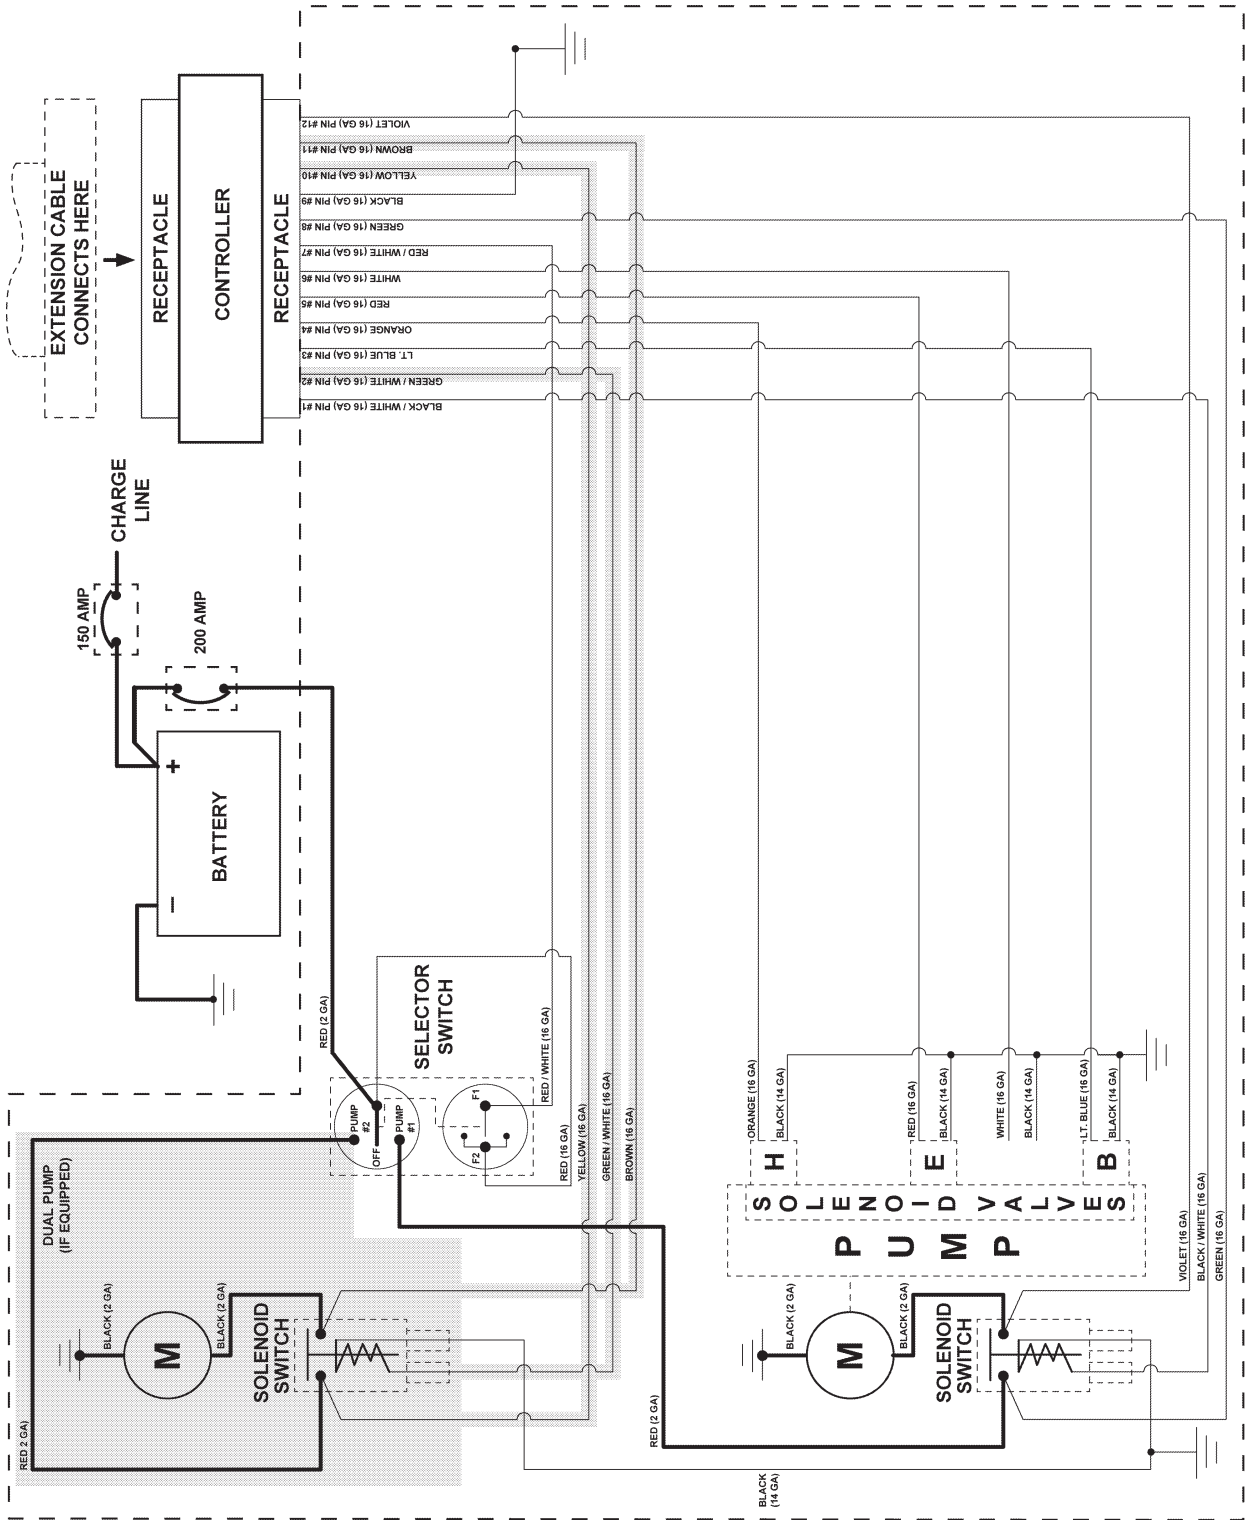 EXTENSION CABLE
CONNECTS HERE
RECEPTACLE
CONTROLLER
RECEPTACLE
VIOLET (16 GA) PIN #12
BROWN (16 GA) PIN #11
YELLOW (16 GA) PIN #10
BLACK (16 GA) PIN #9
GREEN (16 GA) PIN #8
RED / WHITE (16 GA) PIN #7
WHITE (16 GA) PIN #6
RED (16 GA) PIN #5
ORANGE (16 GA) PIN #4
LT. BLUE (16 GA) PIN #3
GREEN / WHITE (16 GA) PIN #2
BLACK / WHITE (16 GA) PIN #1
CHARGE
LINE
150 AMP
200 AMP
+
BATTERY
–
RED (2 GA)
SELECTOR
SWITCH
PUMP
#2
OFF
PUMP
#1
F1
F2
RED / WHITE (16 GA)
RED (16 GA)
YELLOW (16 GA)
GREEN / WHITE (16 GA)
BROWN (16 GA)
DUAL PUMP
(IF EQUIPPED)
BLACK (2 GA)
M
BLACK (2 GA)
SOLENOID
SWITCH
RED 2 GA)
RED (2 GA)
BLACK
(14 GA)
ORANGE (16 GA)
BLACK (14 GA)
RED (16 GA)
BLACK (14 GA)
WHITE (16 GA)
BLACK (14 GA)
LT. BLUE (16 GA)
BLACK (14 GA)
H
E
B
SOLENOID VALVES
PUMP
BLACK (2 GA)
M
BLACK (2 GA)
SOLENOID
SWITCH
VIOLET (16 GA)
BLACK / WHITE (16 GA)
GREEN (16 GA)